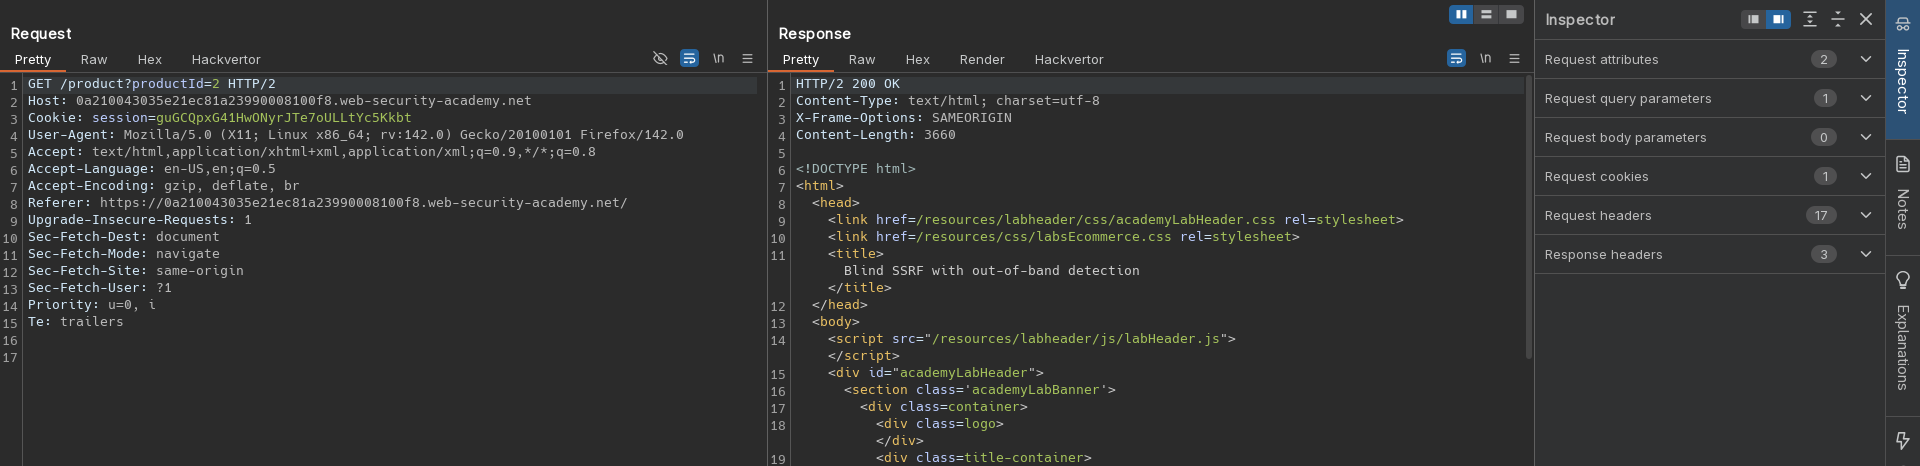 Request
Pretty Raw Hex Hackvertor \n
1 GET /product?productId=2 HTTP/2
2 Host: 0a210043035e21ec81a23990008100f8.web-security-academy.net
3 Cookie: session=guGCQpxG41HwONyrJTe7oULLtYc5Kkbt
4 User-Agent: Mozilla/5.0 (X11; Linux x86_64; rv:142.0) Gecko/20100101 Firefox/142.0
5 Accept: text/html,application/xhtml+xml,application/xml;q=0.9,*/*;q=0.8
6 Accept-Language: en-US,en;q=0.5
7 Accept-Encoding: gzip, deflate, br
8 Referer: https://0a210043035e21ec81a23990008100f8.web-security-academy.net/
9 Upgrade-Insecure-Requests: 1
10 Sec-Fetch-Dest: document
11 Sec-Fetch-Mode: navigate
12 Sec-Fetch-Site: same-origin
13 Sec-Fetch-User: ?1
14 Priority: u=0, i
15 Te: trailers
16
17
Response
Pretty Raw Hex Render Hackvertor \n
1 HTTP/2 200 OK
2 Content-Type: text/html; charset=utf-8
3 X-Frame-Options: SAMEORIGIN
4 Content-Length: 3660
5
6 <!DOCTYPE html>
7 <html>
8 <head>
9 <link href=/resources/labheader/css/academyLabHeader.css rel=stylesheet>
10 <link href=/resources/css/labsEcommerce.css rel=stylesheet>
11 <title>
Blind SSRF with out-of-band detection
</title>
12 </head>
13 <body>
14 <script src="/resources/labheader/js/labHeader.js">
</script>
15 <div id="academyLabHeader">
16 <section class='academyLabBanner'>
17 <div class=container>
18 <div class=logo>
</div>
19 <div class=title-container>
Inspector
Request attributes 2
Request query parameters 1
Request body parameters 0
Request cookies 1
Request headers 17
Response headers 3
Inspector
Notes
Explanations